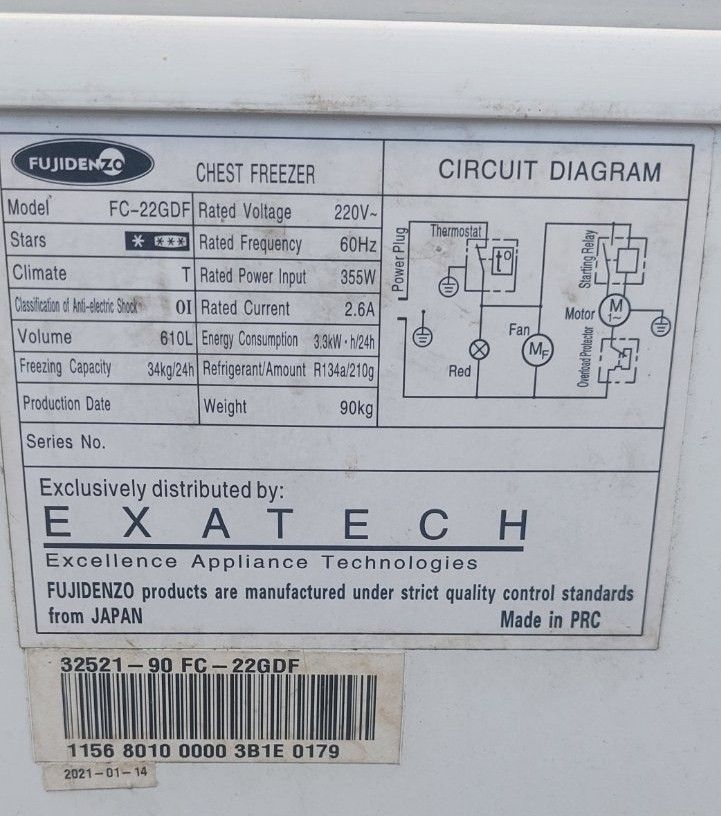 FUJIDENZO
CHEST FREEZER
Model FC-22GDF
Stars * ***
Climate T
Classification of Anti-electric Shock 0I
Volume 610L
Freezing Capacity 34kg/24h
Production Date
Series No.
Rated Voltage 220V~
Rated Frequency 60Hz
Rated Power Input 355W
Rated Current 2.6A
Energy Consumption 3.3kW·h/24h
Refrigerant/Amount R134a/210g
Weight 90kg
CIRCUIT DIAGRAM
Power Plug
Thermostat
t°
Red
Fan
MF
Starting Relay
Motor
M
1~
Overload Protector
Exclusively distributed by:
EXATECH
Excellence Appliance Technologies
FUJIDENZO products are manufactured under strict quality control standards
from JAPAN
Made in PRC
32521-90 FC-22GDF
1156 8010 0000 3B1E 0179
2021-01-14